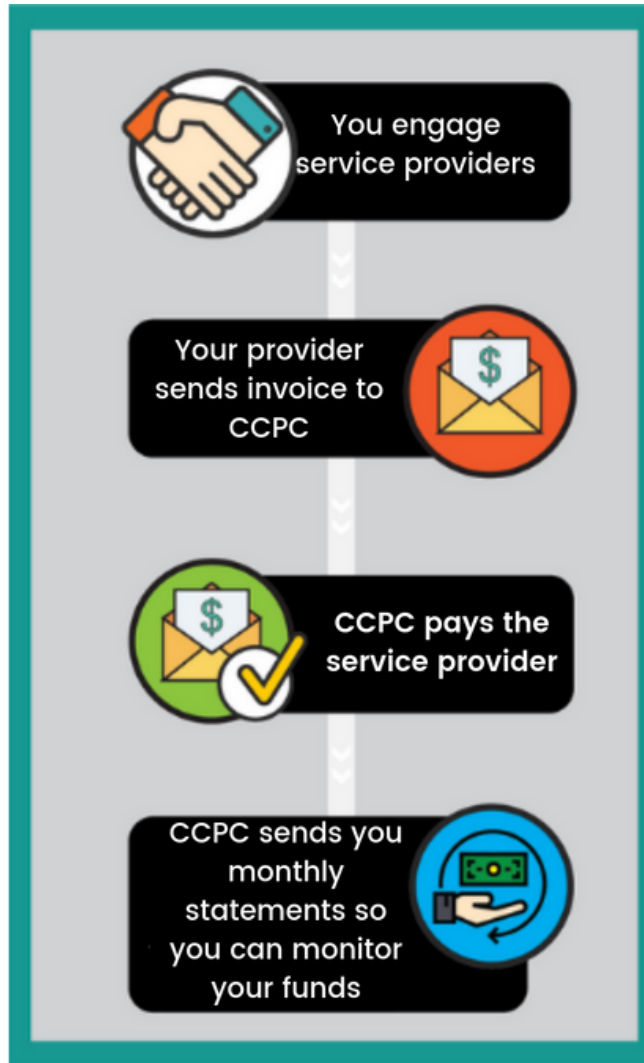 You engage
service providers
Your provider
sends invoice to
CCPC
$
CCPC pays the
service provider
$
CCPC sends you
monthly
statements so
you can monitor
your funds